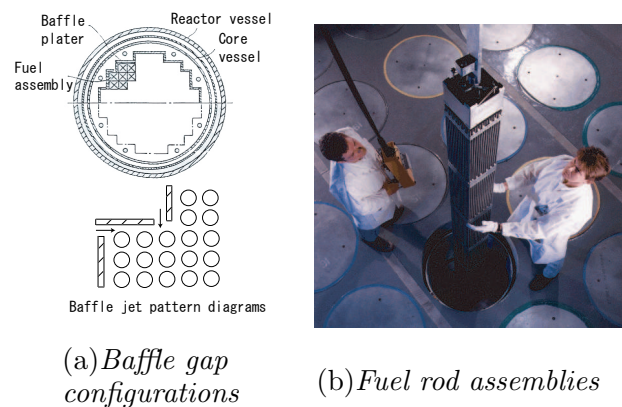 Baffle
plater
Reactor vessel
Core
vessel
Fuel
assembly
Baffle jet pattern diagrams
(a)Baffle gap
configurations
(b)Fuel rod assemblies